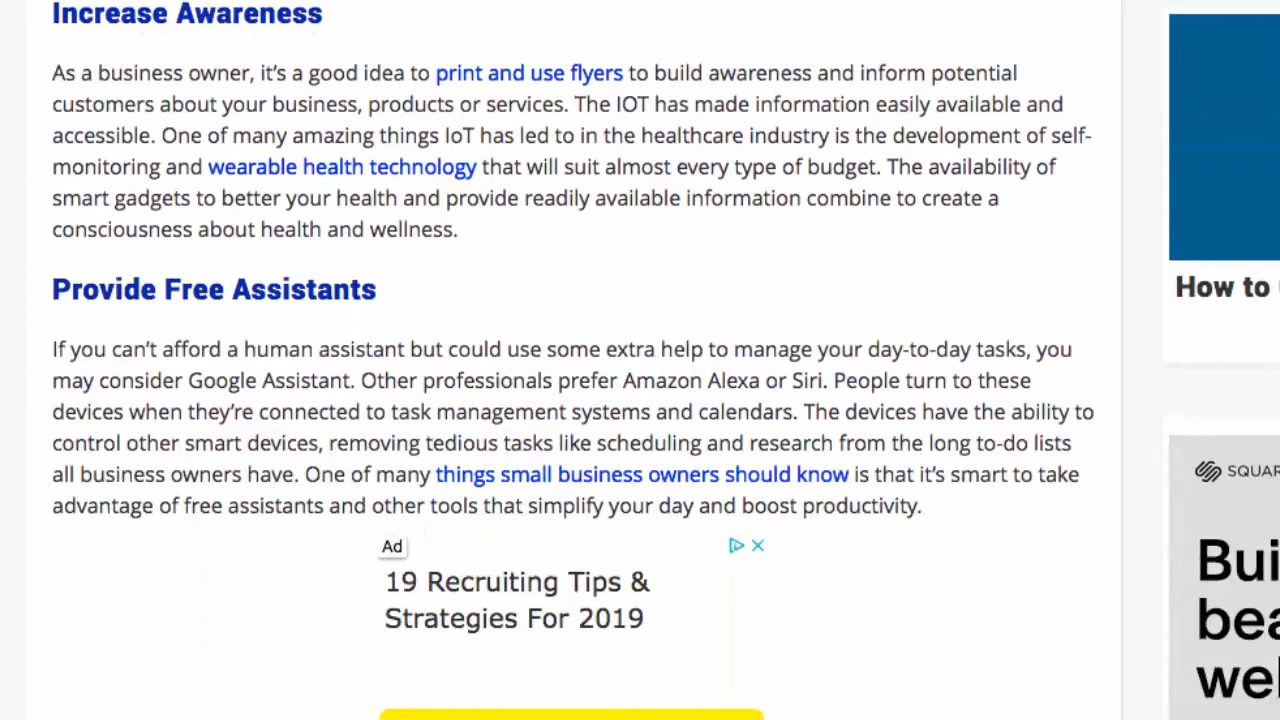 Increase Awareness
As a business owner, it's a good idea to print and use flyers to build awareness and inform potential
customers about your business, products or services. The IOT has made information easily available and
accessible. One of many amazing things IoT has led to in the healthcare industry is the development of self-
monitoring and wearable health technology that will suit almost every type of budget. The availability of
smart gadgets to better your health and provide readily available information combine to create a
consciousness about health and wellness.
Provide Free Assistants
If you can't afford a human assistant but could use some extra help to manage your day-to-day tasks, you
may consider Google Assistant. Other professionals prefer Amazon Alexa or Siri. People turn to these
devices when they're connected to task management systems and calendars. The devices have the ability to
control other smart devices, removing tedious tasks like scheduling and research from the long to-do lists
all business owners have. One of many things small business owners should know is that it's smart to take
advantage of free assistants and other tools that simplify your day and boost productivity.
Ad
19 Recruiting Tips &
Strategies For 2019
How to
SQUAR
Bui
bea
wel